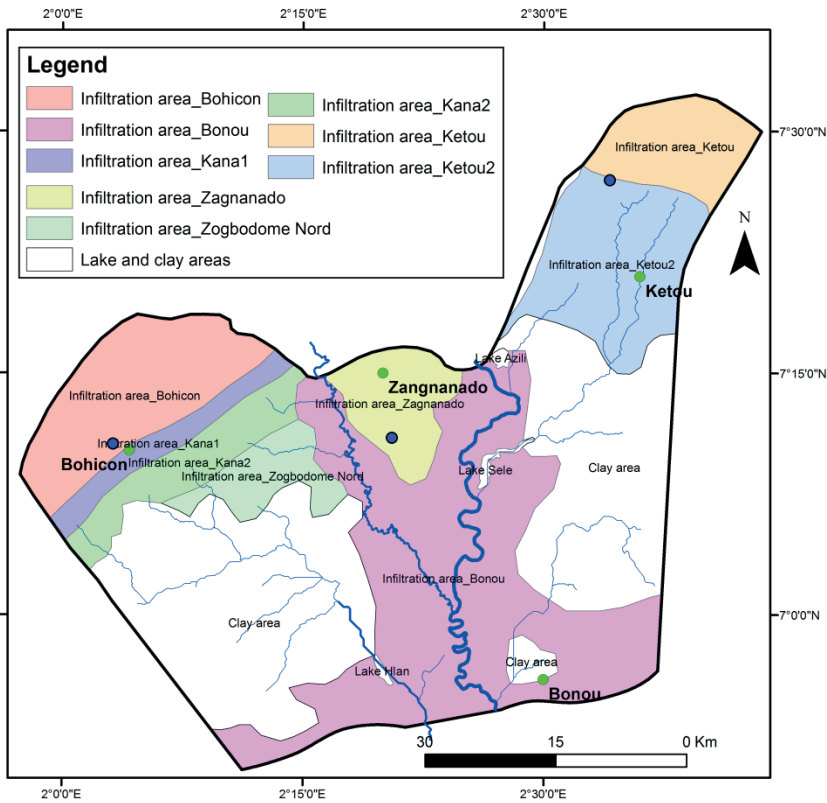 2°0'0"E
2°15'0"E
2°30'0"E
Legend
Infiltration area_Bohicon
Infiltration area_Bonou
Infiltration area_Kana1
Infiltration area_Zagnanado
Infiltration area_Zogbodome Nord
Lake and clay areas
Infiltration area_Kana2
Infiltration area_Ketou
Infiltration area_Ketou2
7°30'0"N
Infiltration area_Ketou
N
Infiltration area_Ketou2
Ketou
Lake Azili
7°15'0"N
Zangnanado
Infiltration area_Bohicon
Infiltration area_Zagnanado
Infiltration area_Kana1
Bohicon
Infiltration area_Kana2
Infiltration area_Zogbodome Nord
Lake Sele
Clay area
Infiltration area_Bonou
7°0'0"N
Clay area
Clay area
Lake Hlan
Bonou
30
15
0 Km
2°0'0"E
2°15'0"E
2°30'0"E